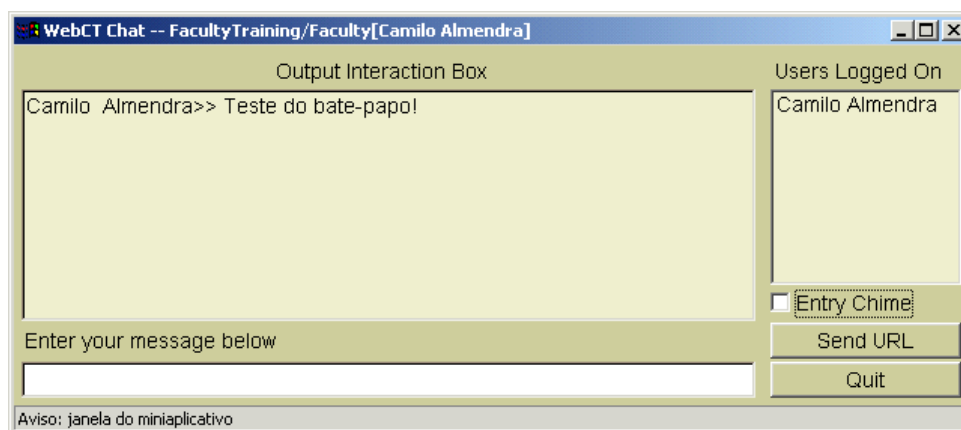 WebCT Chat -- FacultyTraining/Faculty[Camilo Almendra]
Output Interaction Box
Camilo Almendra>> Teste do bate-papo!
Users Logged On
Camilo Almendra
Entry Chime
Enter your message below
Send URL
Quit
Aviso: janela do miniaplicativo